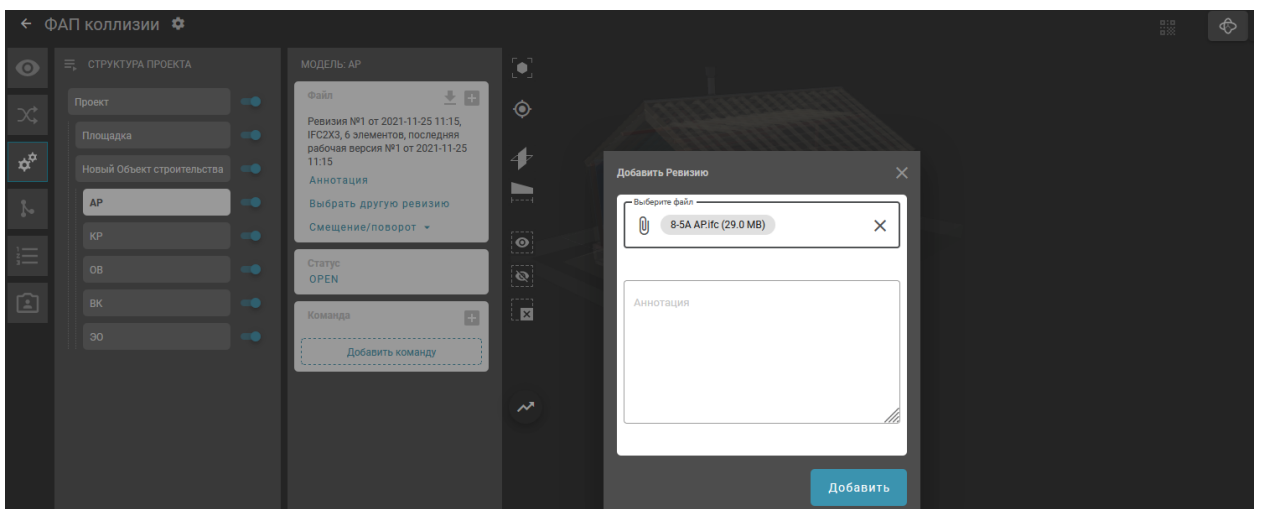 ФАП коллизии
СТРУКТУРА ПРОЕКТА
Проект
Площадка
Новый Объект строительства
АР
КР
ОВ
ВК
ЭО
МОДЕЛЬ: АР
Файл
Ревизия №1 от 2021-11-25 11:15,
IFC2X3, 6 элементов, последняя
рабочая версия №1 от 2021-11-25
11:15
Аннотация
Выбрать другую ревизию
Смещение/поворот
Статус
OPEN
Команда
Добавить команду
Добавить Ревизию
Выберите файл
8-5А АР.ifc (29.0 MB)
Аннотация
Добавить